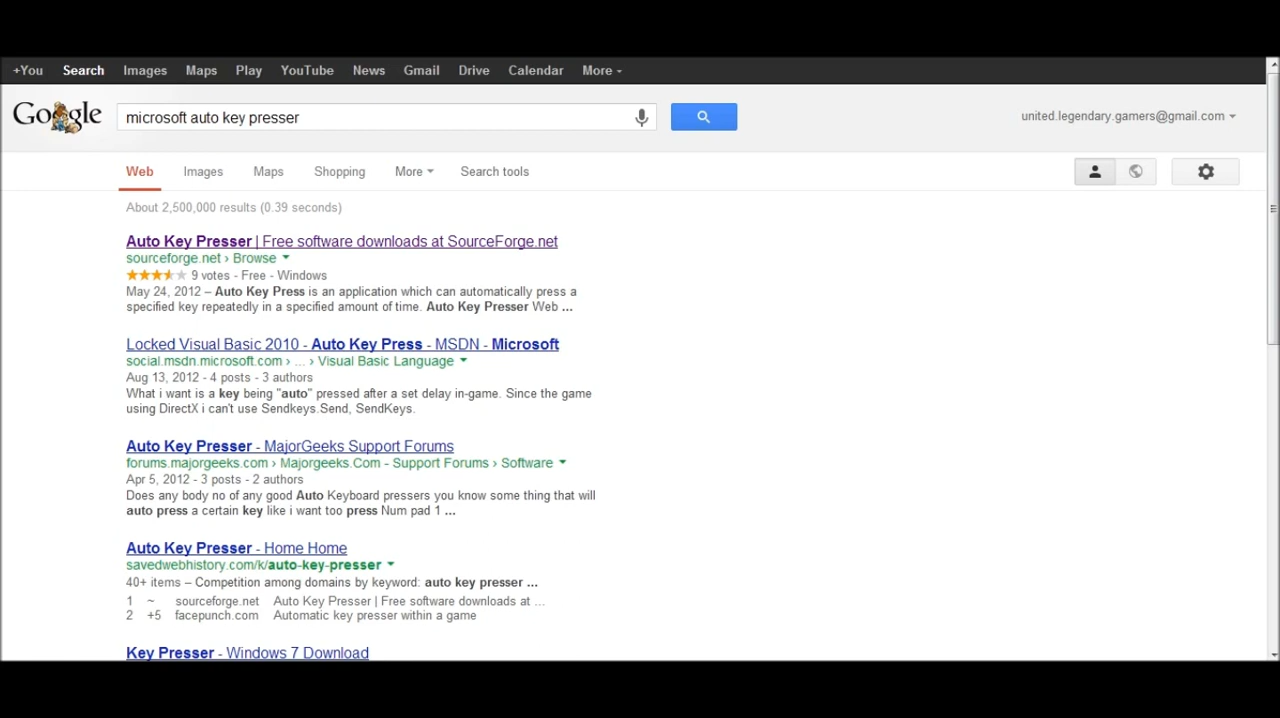 +You Search Images Maps Play YouTube News Gmail Drive Calendar More
Google microsoft auto key presser united.legendary.gamers@gmail.com
Web Images Maps Shopping More Search tools
About 2,500,000 results (0.39 seconds)
Auto Key Presser | Free software downloads at SourceForge.net
sourceforge.net › Browse
9 votes - Free - Windows
May 24, 2012 – Auto Key Press is an application which can automatically press a
specified key repeatedly in a specified amount of time. Auto Key Presser Web ...
Locked Visual Basic 2010 - Auto Key Press - MSDN - Microsoft
social.msdn.microsoft.com › ... › Visual Basic Language
Aug 13, 2012 - 4 posts - 3 authors
What i want is a key being "auto" pressed after a set delay in-game. Since the game
using DirectX i can't use Sendkeys.Send, SendKeys.
Auto Key Presser - MajorGeeks Support Forums
forums.majorgeeks.com › Majorgeeks.Com - Support Forums › Software
Apr 5, 2012 - 3 posts - 2 authors
Does any body no of any good Auto Keyboard pressers you know some thing that will
auto press a certain key like i want too press Num pad 1 ...
Auto Key Presser - Home Home
savedwebhistory.com/k/auto-key-presser
40+ items – Competition among domains by keyword: auto key presser ...
1 ~ sourceforge.net Auto Key Presser | Free software downloads at ...
2 +5 facepunch.com Automatic key presser within a game
Key Presser - Windows 7 Download